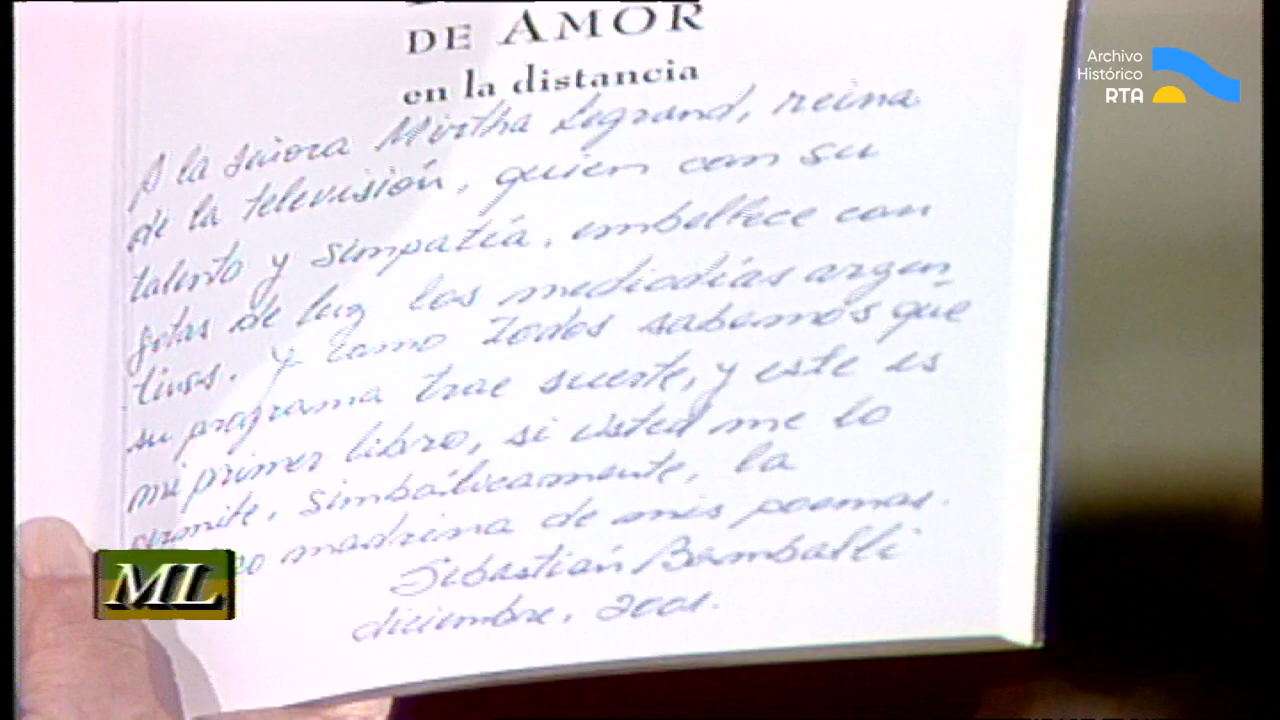 DE AMOR
en la distancia
A la señora Mirtha Legrand, reina
de la televisión, quien con su
talento y simpatía, embellece con
gotas de luz los mediodías argen
tinos. Y como todos sabemos que
su programa trae suerte, y este es
mi primer libro, si usted me lo
permite, simbólicamente, la
madrina de mis poemas.
Sebastián
diciembre, 2001.
ML
Archivo
Histórico
RTA